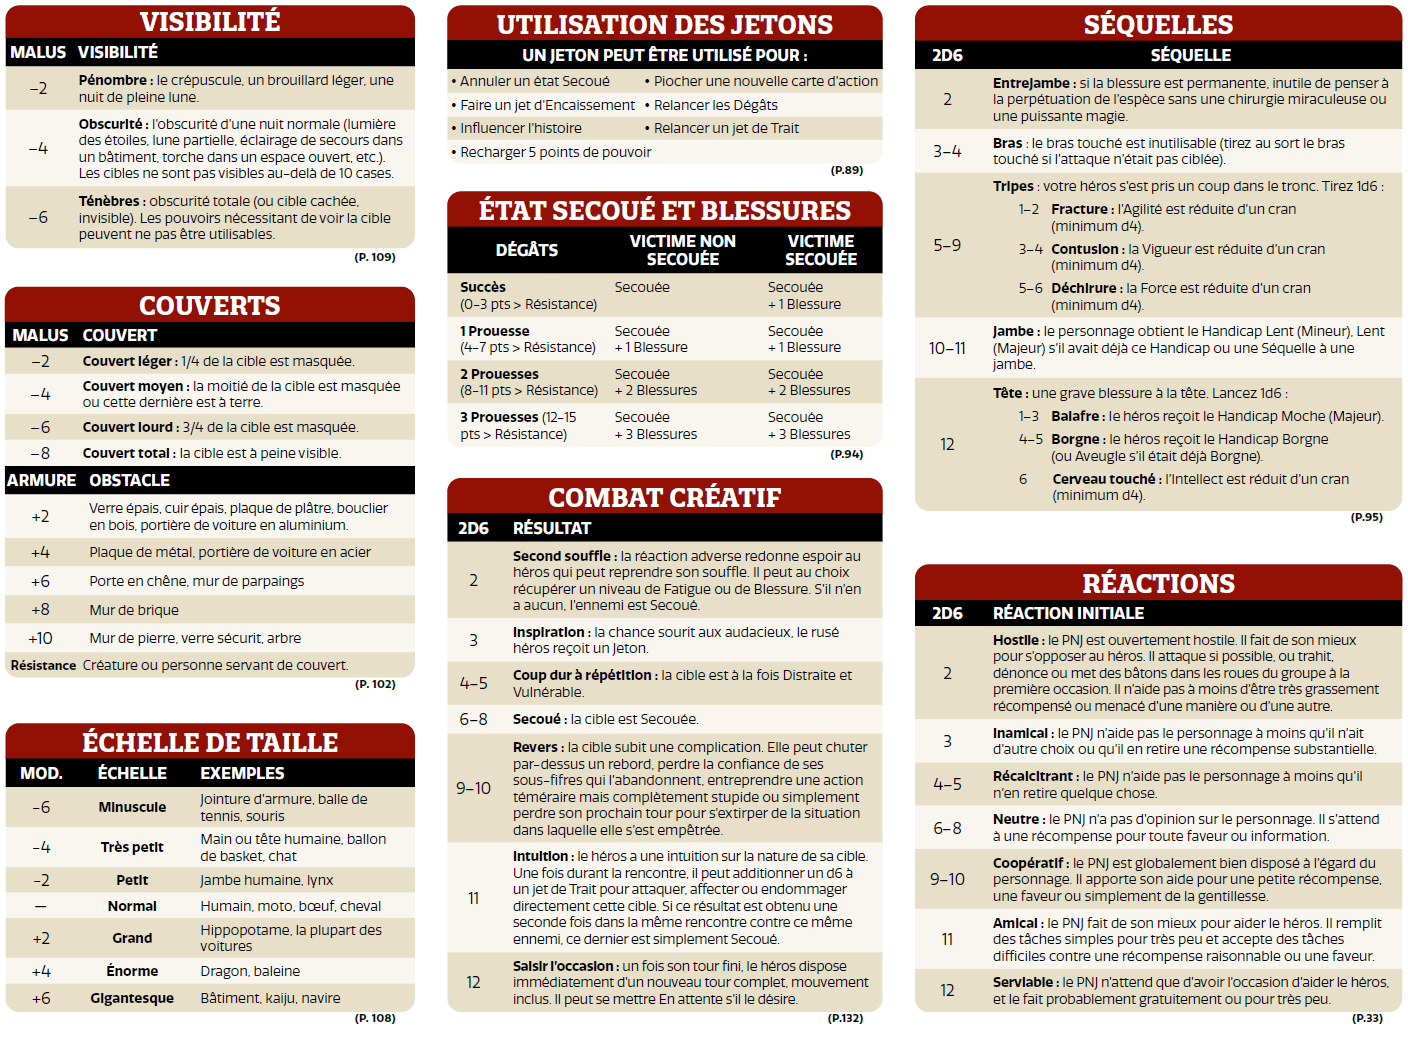 VISIBILITÉ
MALUS VISIBILITÉ
–2 Pénombre : le crépuscule, un brouillard léger, une
nuit de pleine lune.
–4 Obscurité : l'obscurité d'une nuit normale (lumière
des étoiles, lune partielle, éclairage de secours dans
un bâtiment, torche dans un espace ouvert, etc.).
Les cibles ne sont pas visibles au-delà de 10 cases.
–6 Ténèbres : obscurité totale (ou cible cachée,
invisible). Les pouvoirs nécessitant de voir la cible
peuvent ne pas être utilisables.
(P. 109)
COUVERTS
MALUS COUVERT
–2 Couvert léger : 1/4 de la cible est masquée.
–4 Couvert moyen : la moitié de la cible est masquée
ou cette dernière est à terre.
–6 Couvert lourd : 3/4 de la cible est masquée.
–8 Couvert total : la cible est à peine visible.
ARMURE OBSTACLE
+2 Verre épais, cuir épais, plaque de plâtre, bouclier
en bois, portière de voiture en aluminium.
+4 Plaque de métal, portière de voiture en acier
+6 Porte en chêne, mur de parpaings
+8 Mur de brique
+10 Mur de pierre, verre sécurit, arbre
Résistance Créature ou personne servant de couvert.
(P. 102)
ÉCHELLE DE TAILLE
MOD. ÉCHELLE EXEMPLES
–6 Minuscule Jointure d'armure, balle de
tennis, souris
–4 Très petit Main ou tête humaine, ballon
de basket, chat
–2 Petit Jambe humaine, lynx
— Normal Humain, moto, bœuf, cheval
+2 Grand Hippopotame, la plupart des
voitures
+4 Énorme Dragon, baleine
+6 Gigantesque Bâtiment, kaiju, navire
(P. 108)
UTILISATION DES JETONS
UN JETON PEUT ÊTRE UTILISÉ POUR :
• Annuler un état Secoué • Piocher une nouvelle carte d'action
• Faire un jet d'Encaissement • Relancer les Dégâts
• Influencer l'histoire • Relancer un jet de Trait
• Recharger 5 points de pouvoir
(P.89)
ÉTAT SECOUÉ ET BLESSURES
DÉGÂTS VICTIME NON SECOUÉE VICTIME SECOUÉE
Succès Secouée Secouée
(0–3 pts > Résistance) + 1 Blessure
1 Prouesse Secouée Secouée
(4–7 pts > Résistance) + 1 Blessure + 1 Blessure
2 Prouesses Secouée Secouée
(8–11 pts > Résistance) + 2 Blessures + 2 Blessures
3 Prouesses (12–15 Secouée Secouée
pts > Résistance) + 3 Blessures + 3 Blessures
(P.94)
COMBAT CRÉATIF
2D6 RÉSULTAT
2 Second souffle : la réaction adverse redonne espoir au
héros qui peut reprendre son souffle. Il peut au choix
récupérer un niveau de Fatigue ou de Blessure. S'il n'en
a aucun, l'ennemi est Secoué.
3 Inspiration : la chance sourit aux audacieux, le rusé
héros reçoit un Jeton.
4–5 Coup dur à répétition : la cible est à la fois Distraite et
Vulnérable.
6–8 Secoué : la cible est Secouée.
9–10 Revers : la cible subit une complication. Elle peut chuter
par-dessus un rebord, perdre la confiance de ses
sous-fifres qui l'abandonnent, entreprendre une action
téméraire mais complètement stupide ou simplement
perdre son prochain tour pour s'extirper de la situation
dans laquelle elle s'est empêtrée.
11 Intuition : le héros a une intuition sur la nature de sa cible.
Une fois durant la rencontre, il peut additionner un d6 à
un jet de Trait pour attaquer, affecter ou endommager
directement cette cible. Si ce résultat est obtenu une
seconde fois dans la même rencontre contre ce même
ennemi, ce dernier est simplement Secoué.
12 Saisir l'occasion : un fois son tour fini, le héros dispose
immédiatement d'un nouveau tour complet, mouvement
inclus. Il peut se mettre En attente s'il le désire.
(P.132)
SÉQUELLES
2D6 SÉQUELLE
2 Entrejambe : si la blessure est permanente, inutile de penser à
la perpétuation de l'espèce sans une chirurgie miraculeuse ou
une puissante magie.
3–4 Bras : le bras touché est inutilisable (tirez au sort le bras
touché si l'attaque n'était pas ciblée).
5–9 Tripes : votre héros s'est pris un coup dans le tronc. Tirez 1d6 :
1–2 Fracture : l'Agilité est réduite d'un cran
(minimum d4).
3–4 Contusion : la Vigueur est réduite d'un cran
(minimum d4).
5–6 Déchirure : la Force est réduite d'un cran
(minimum d4).
10–11 Jambe : le personnage obtient le Handicap Lent (Mineur), Lent
(Majeur) s'il avait déjà ce Handicap ou une Séquelle à une
jambe.
12 Tête : une grave blessure à la tête. Lancez 1d6 :
1–3 Balafre : le héros reçoit le Handicap Moche (Majeur).
4–5 Borgne : le héros reçoit le Handicap Borgne
(ou Aveugle s'il était déjà Borgne).
6 Cerveau touché : l'Intellect est réduit d'un cran
(minimum d4).
(P.95)
RÉACTIONS
2D6 RÉACTION INITIALE
2 Hostile : le PNJ est ouvertement hostile. Il fait de son mieux
pour s'opposer au héros. Il attaque si possible, ou trahit,
dénonce ou met des bâtons dans les roues du groupe à la
première occasion. Il n'aide pas à moins d'être très grassement
récompensé ou menacé d'une manière ou d'une autre.
3 Inamical : le PNJ n'aide pas le personnage à moins qu'il n'ait
d'autre choix ou qu'il en retire une récompense substantielle.
4–5 Récalcitrant : le PNJ n'aide pas le personnage à moins qu'il
n'en retire quelque chose.
6–8 Neutre : le PNJ n'a pas d'opinion sur le personnage. Il s'attend
à une récompense pour toute faveur ou information.
9–10 Coopératif : le PNJ est globalement bien disposé à l'égard du
personnage. Il apporte son aide pour une petite récompense,
une faveur ou simplement de la gentillesse.
11 Amical : le PNJ fait de son mieux pour aider le héros. Il remplit
des tâches simples pour très peu et accepte des tâches
difficiles contre une récompense raisonnable ou une faveur.
12 Serviable : le PNJ n'attend que d'avoir l'occasion d'aider le héros,
et le fait probablement gratuitement ou pour très peu.
(P.33)